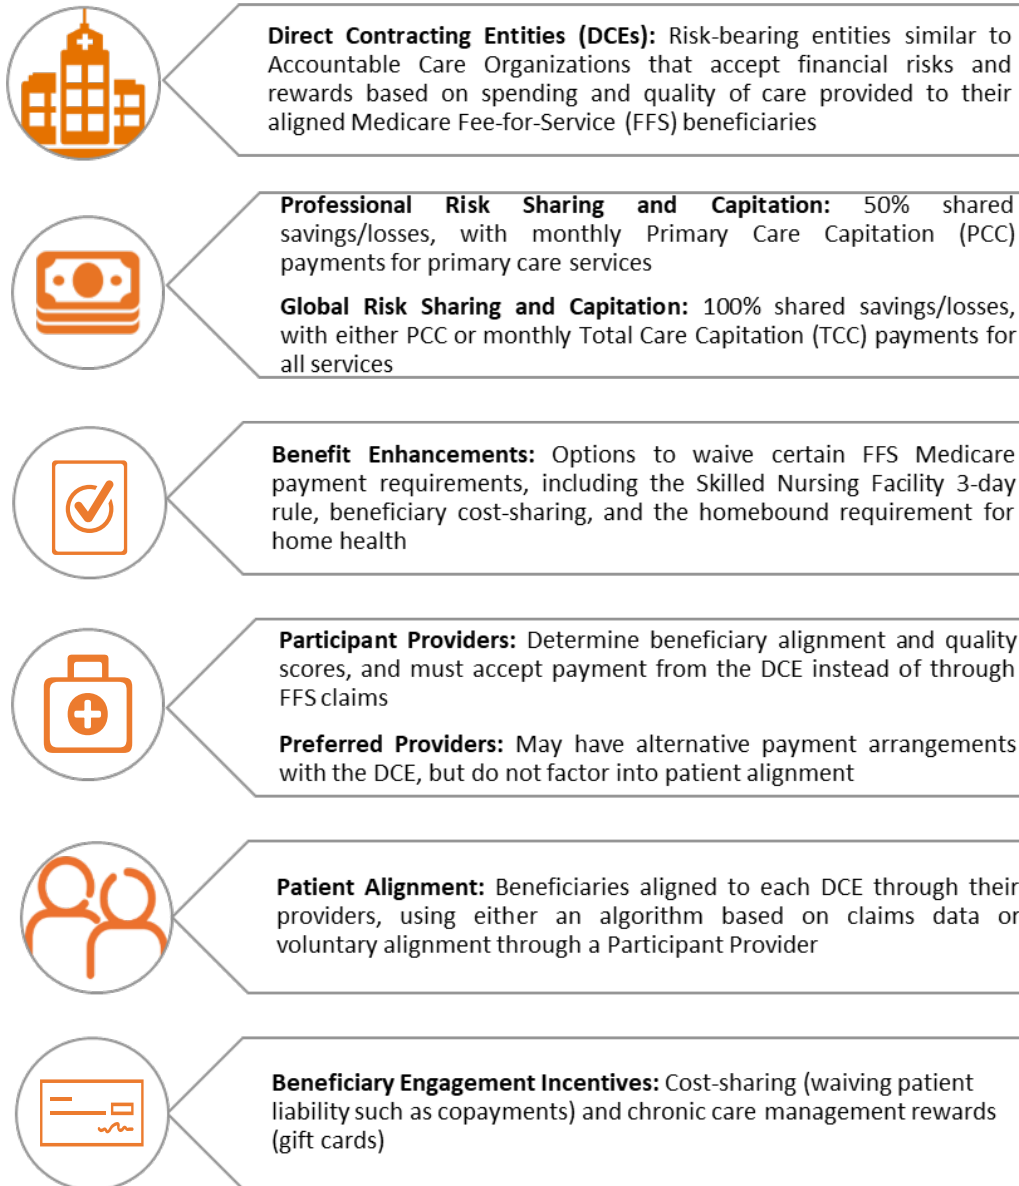 Direct Contracting Entities (DCEs): Risk-bearing entities similar to
Accountable Care Organizations that accept financial risks and
rewards based on spending and quality of care provided to their
aligned Medicare Fee-for-Service (FFS) beneficiaries
Professional Risk Sharing and Capitation: 50% shared
savings/losses, with monthly Primary Care Capitation (PCC)
payments for primary care services
Global Risk Sharing and Capitation: 100% shared savings/losses,
with either PCC or monthly Total Care Capitation (TCC) payments for
all services
Benefit Enhancements: Options to waive certain FFS Medicare
payment requirements, including the Skilled Nursing Facility 3-day
rule, beneficiary cost-sharing, and the homebound requirement for
home health
Participant Providers: Determine beneficiary alignment and quality
scores, and must accept payment from the DCE instead of through
FFS claims
Preferred Providers: May have alternative payment arrangements
with the DCE, but do not factor into patient alignment
Patient Alignment: Beneficiaries aligned to each DCE through their
providers, using either an algorithm based on claims data or
voluntary alignment through a Participant Provider
Beneficiary Engagement Incentives: Cost-sharing (waiving patient
liability such as copayments) and chronic care management rewards
(gift cards)